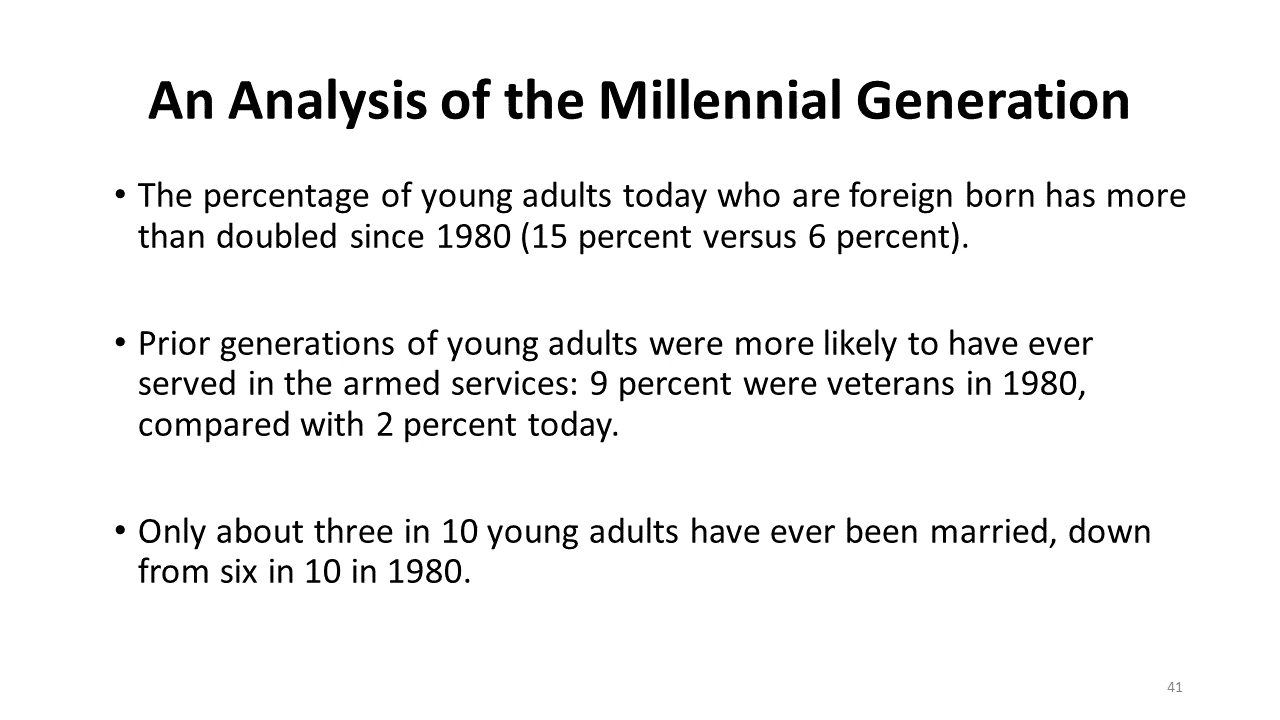 An Analysis of the Millennial Generation
• The percentage of young adults today who are foreign born has more
than doubled since 1980 (15 percent versus 6 percent).
• Prior generations of young adults were more likely to have ever
served in the armed services: 9 percent were veterans in 1980,
compared with 2 percent today.
• Only about three in 10 young adults have ever been married, down
from six in 10 in 1980.
41